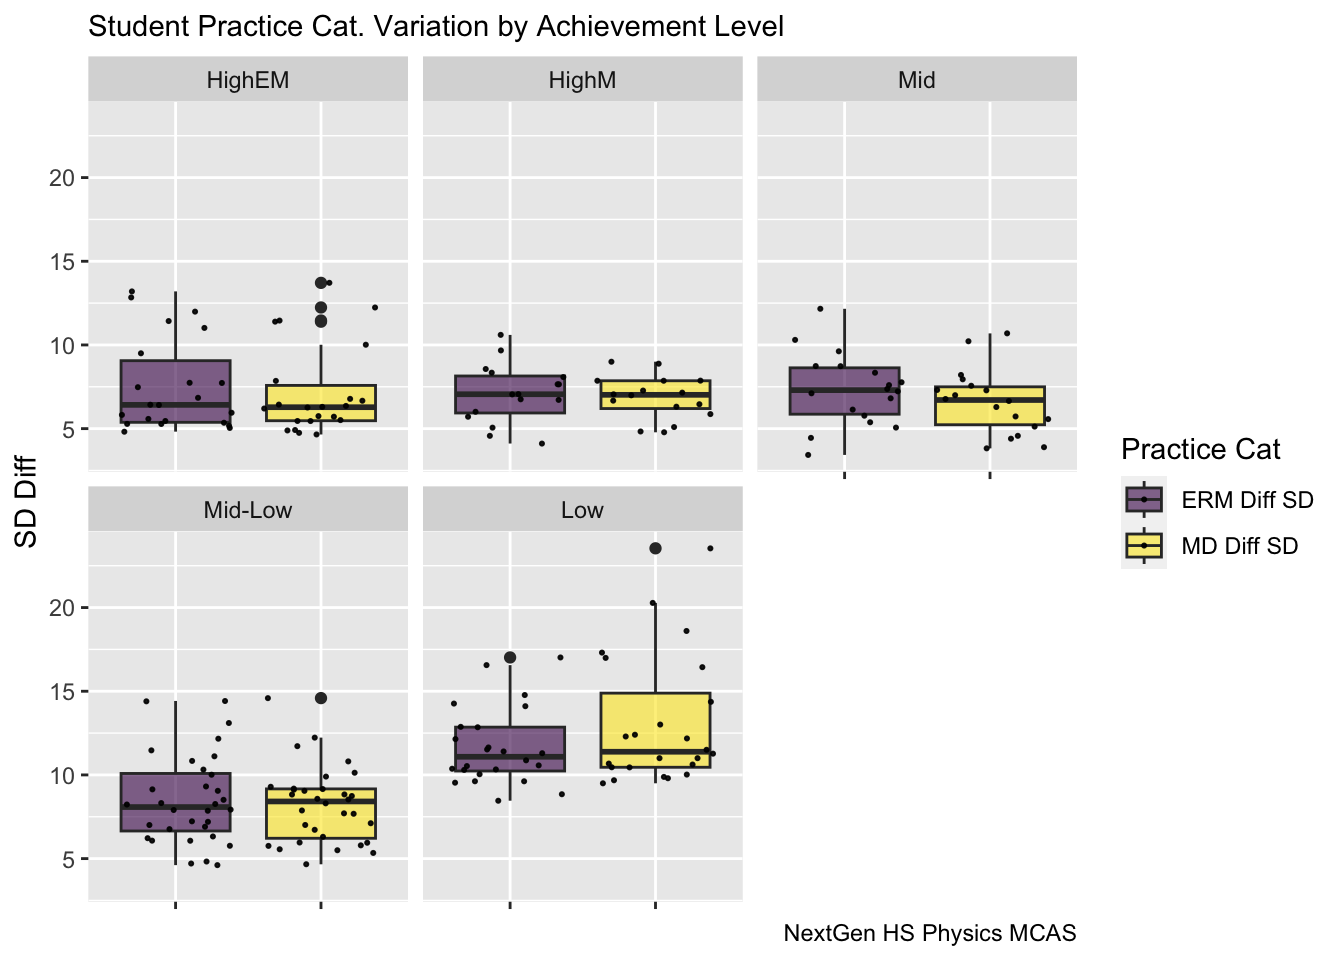 Student Practice Cat. Variation by Achievement Level
HighEM
HighM
Mid
20
15
10
5
SD Diff
Mid-Low
Low
20
15
10
5
Practice Cat
ERM Diff SD
MD Diff SD
NextGen HS Physics MCAS